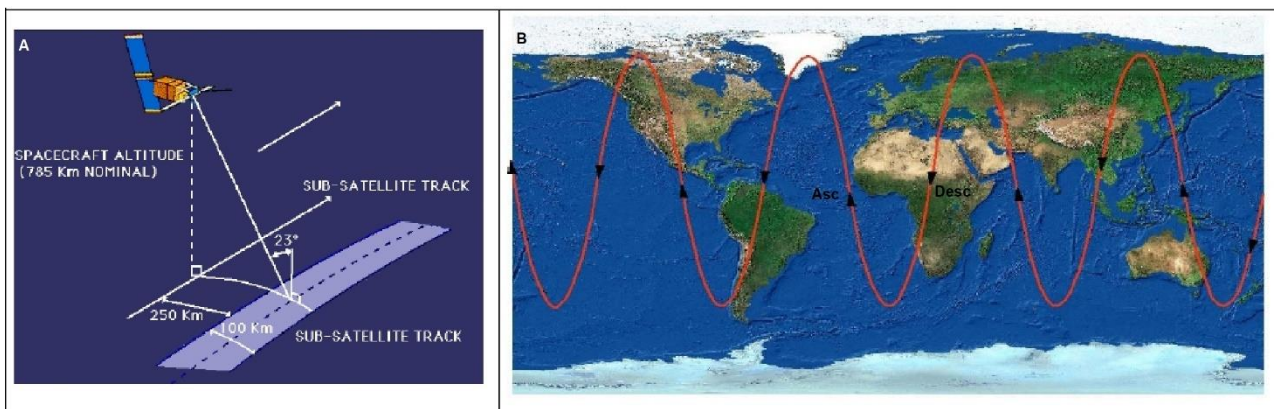 A
SPACECRAFT ALTITUDE
(785 Km NOMINAL)
SUB-SATELLITE TRACK
23°
250 Km
100 Km
SUB-SATELLITE TRACK
B
Asc
Desc